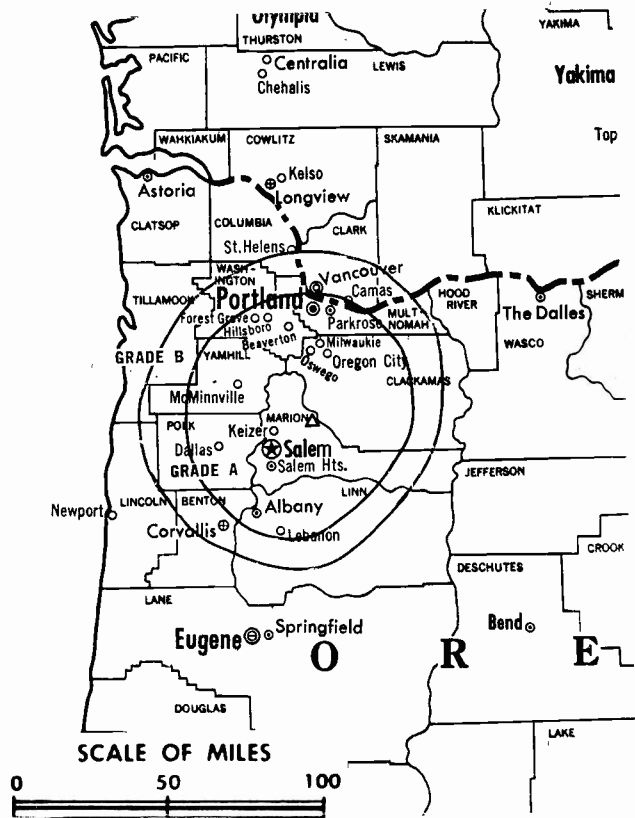 Olympia
THURSTON
YAKIMA
PACIFIC
Centralia
LEWIS
Chehalis
Yakima
WAHKIAKUM
COWLITZ
SKAMANIA
Top
Kelso
Astoria
Longview
CLATSOP
COLUMBIA
CLARK
KLICKITAT
St. Helens
WASH-
INGTON
Vancouver
TILLAMOOK
Camas
HOOD
RIVER
SHERM
Portland
MULT-
NOMAH
The Dalles
Forest Grove
Parkrose
Hillsboro
Beaverton
Milwaukie
WASCO
GRADE B
YAMHILL
Oswego
Oregon City
CLACKAMAS
McMinnville
POLK
MARION
Keizer
Dallas
Salem
GRADE A
Salem Hts.
JEFFERSON
LINCOLN
BENTON
LINN
Newport
Albany
Corvallis
Lebanon
CROOK
DESCHUTES
LANE
Eugene
Springfield
Bend
O R E
DOUGLAS
LAKE
SCALE OF MILES
0 50 100